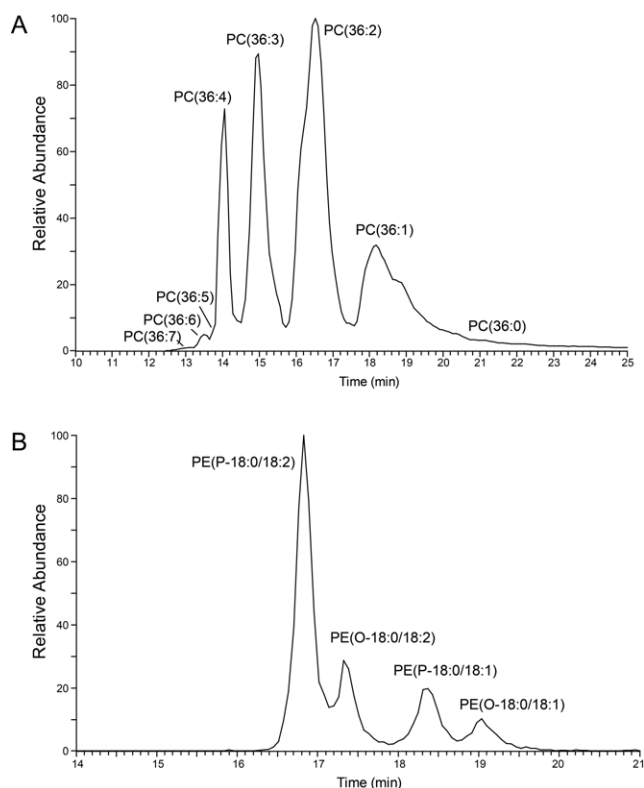 A
PC(36:2)
PC(36:3)
PC(36:4)
PC(36:1)
PC(36:5)
PC(36:6)
PC(36:7)
PC(36:0)
Relative Abundance
100
80
60
40
20
0
10 11 12 13 14 15 16 17 18 19 20 21 22 23 24 25
Time (min)
B
PE(P-18:0/18:2)
PE(O-18:0/18:2)
PE(P-18:0/18:1)
PE(O-18:0/18:1)
Relative Abundance
100
80
60
40
20
0
14 15 16 17 18 19 20 21
Time (min)